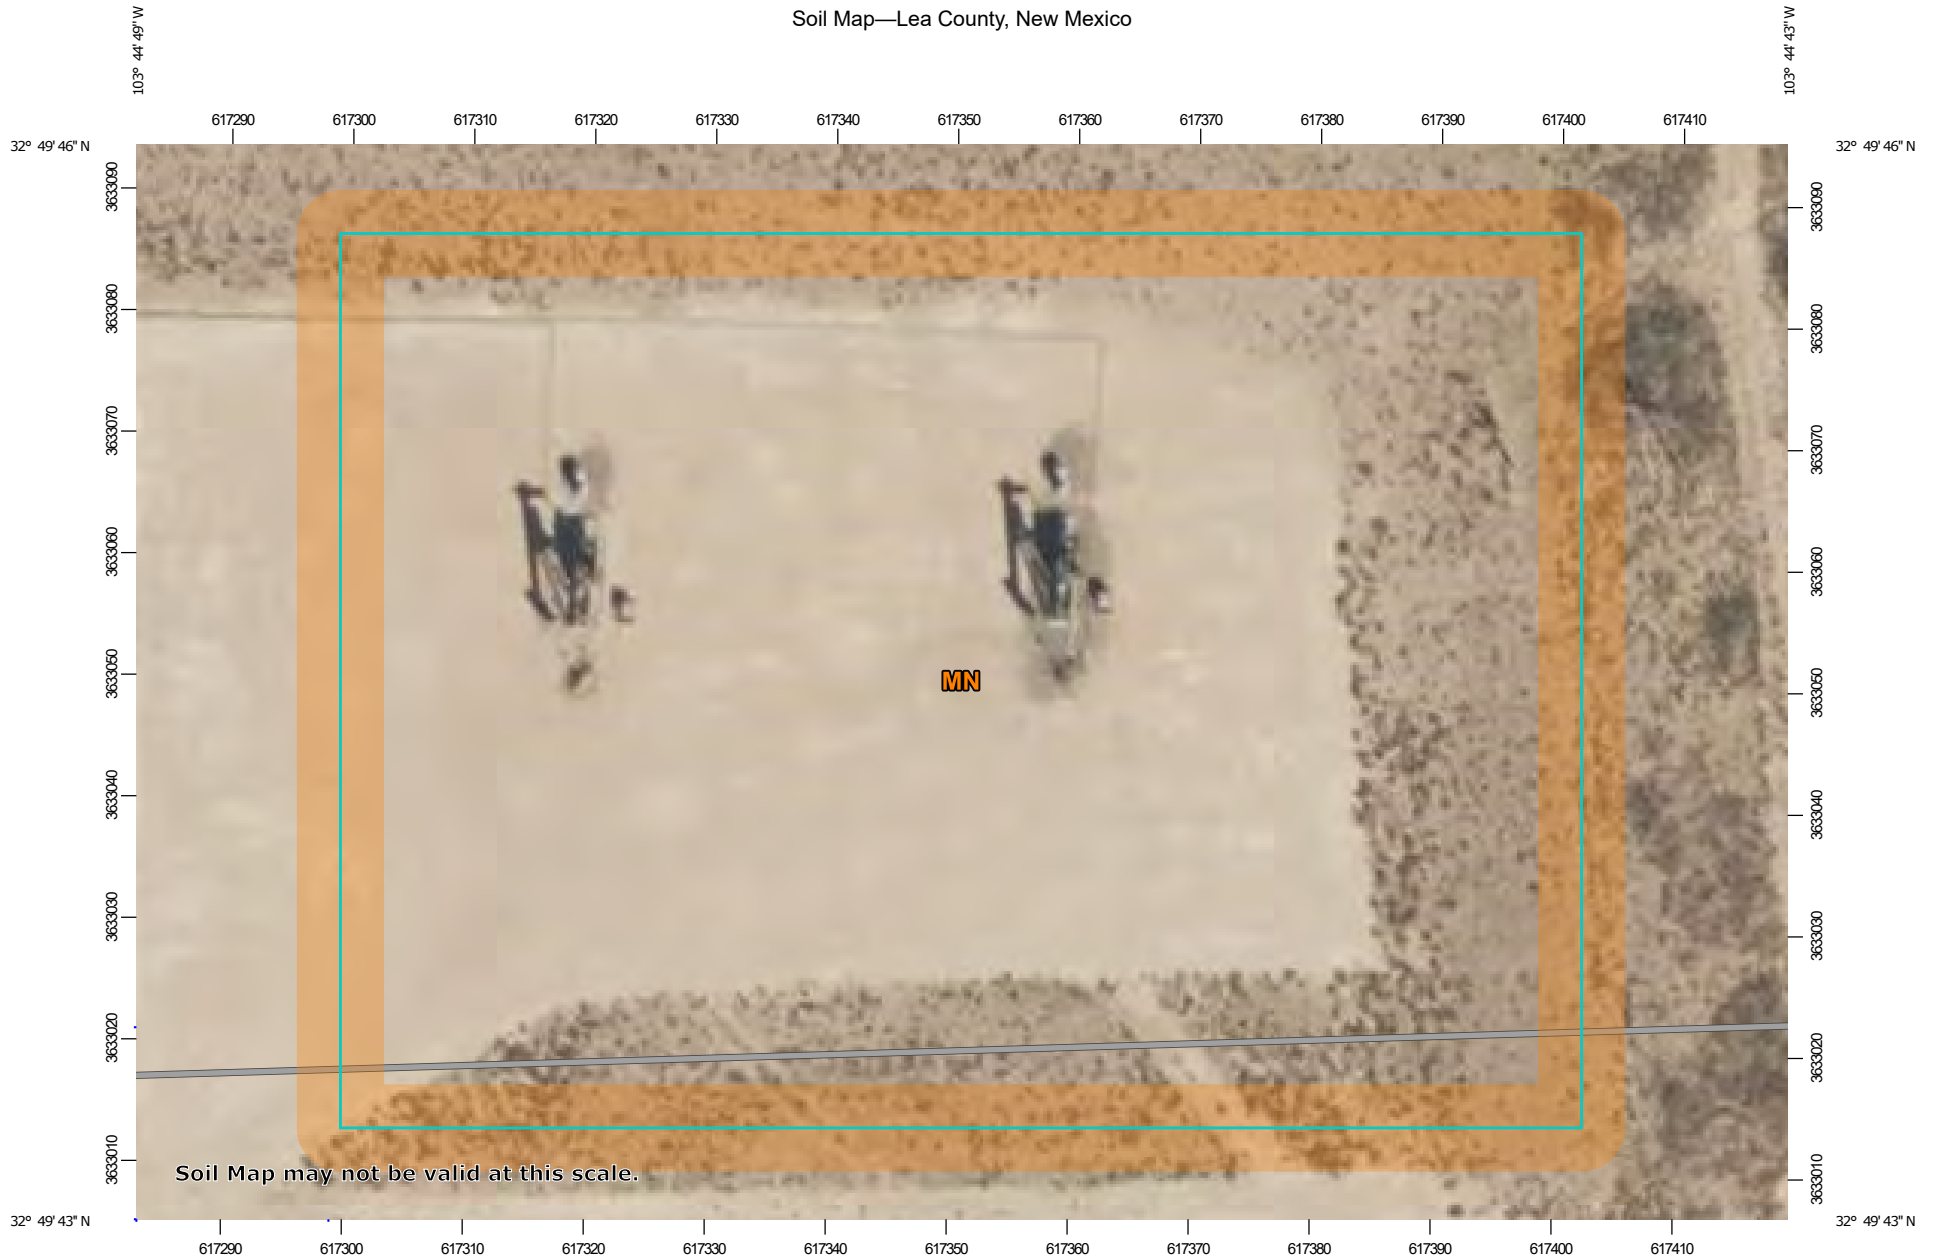 Soil Map—Lea County, New Mexico
103° 44' 49'' W
103° 44' 43'' W
617290 617300 617310 617320 617330 617340 617350 617360 617370 617380 617390 617400 617410
32° 49' 46'' N
32° 49' 46'' N
3633090
3633090
3633080
3633080
3633070
3633070
3633060
3633060
3633050
3633050
MN
3633040
3633040
3633030
3633030
3633020
3633020
3633010
3633010
Soil Map may not be valid at this scale.
32° 49' 43'' N
32° 49' 43'' N
617290 617300 617310 617320 617330 617340 617350 617360 617370 617380 617390 617400 617410